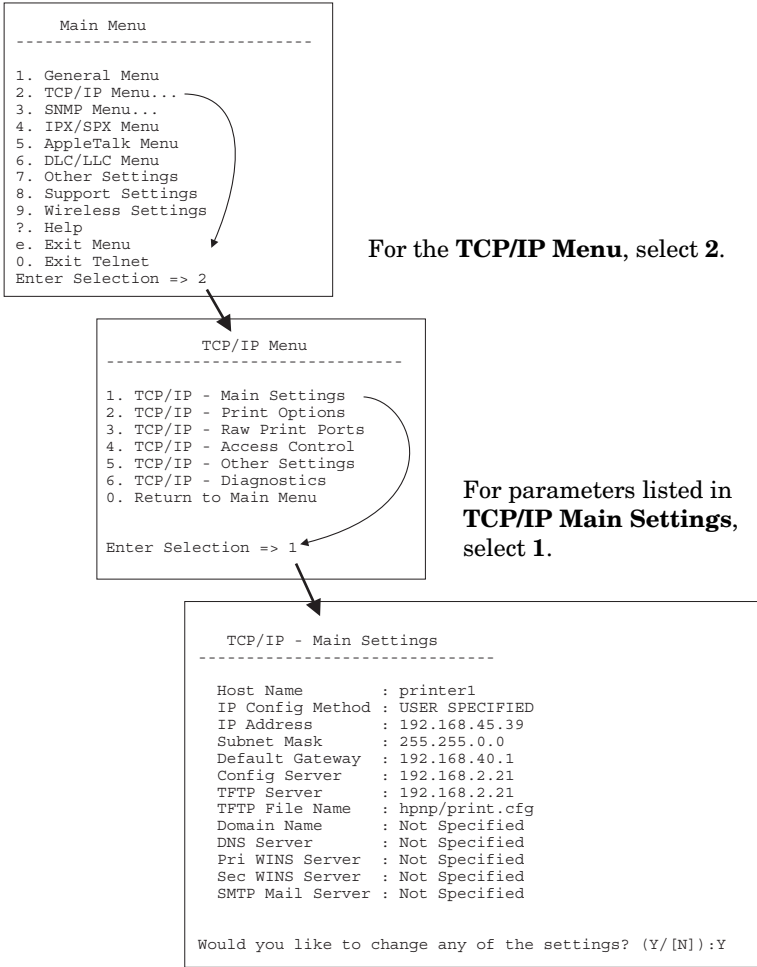 Main Menu
-------------------------------
1. General Menu
2. TCP/IP Menu...
3. SNMP Menu...
4. IPX/SPX Menu
5. AppleTalk Menu
6. DLC/LLC Menu
7. Other Settings
8. Support Settings
9. Wireless Settings
?. Help
e. Exit Menu
0. Exit Telnet
Enter Selection => 2
For the TCP/IP Menu, select 2.
TCP/IP Menu
-------------------------------
1. TCP/IP - Main Settings
2. TCP/IP - Print Options
3. TCP/IP - Raw Print Ports
4. TCP/IP - Access Control
5. TCP/IP - Other Settings
6. TCP/IP - Diagnostics
0. Return to Main Menu
Enter Selection => 1
For parameters listed in
TCP/IP Main Settings,
select 1.
TCP/IP - Main Settings
-------------------------------
Host Name : printer1
IP Config Method : USER SPECIFIED
IP Address : 192.168.45.39
Subnet Mask : 255.255.0.0
Default Gateway : 192.168.40.1
Config Server : 192.168.2.21
TFTP Server : 192.168.2.21
TFTP File Name : hpnp/print.cfg
Domain Name : Not Specified
DNS Server : Not Specified
Pri WINS Server : Not Specified
Sec WINS Server : Not Specified
SMTP Mail Server : Not Specified
Would you like to change any of the settings? (Y/[N]):Y